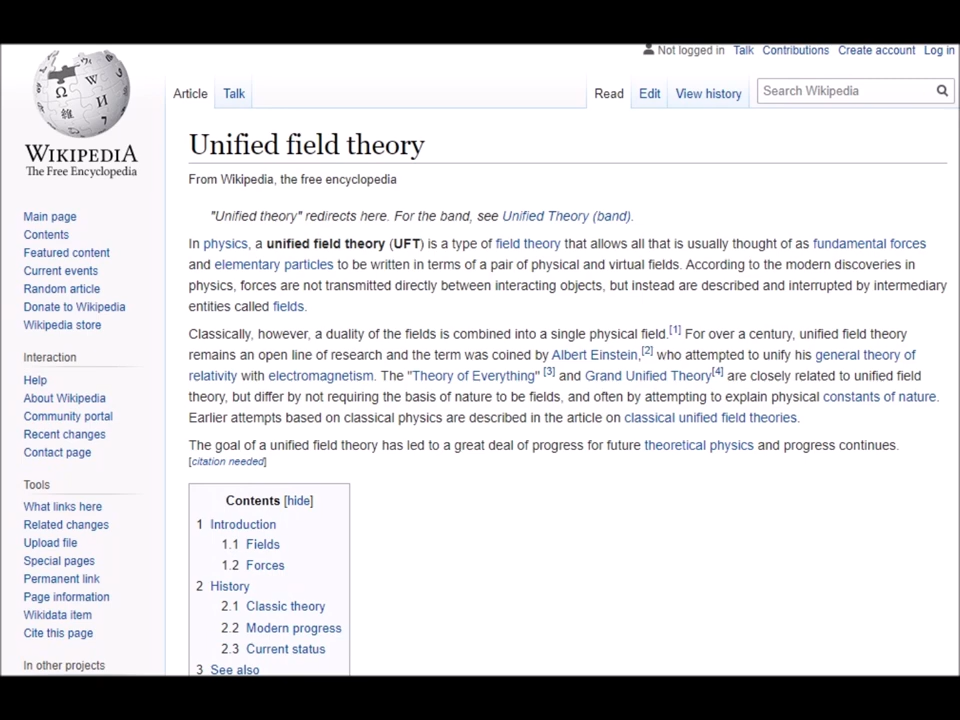 Not logged in Talk Contributions Create account Log in
Article Talk Read Edit View history Search Wikipedia
WIKIPEDIA
The Free Encyclopedia
Main page
Contents
Featured content
Current events
Random article
Donate to Wikipedia
Wikipedia store
Interaction
Help
About Wikipedia
Community portal
Recent changes
Contact page
Tools
What links here
Related changes
Upload file
Special pages
Permanent link
Page information
Wikidata item
Cite this page
In other projects
Unified field theory
From Wikipedia, the free encyclopedia
"Unified theory" redirects here. For the band, see Unified Theory (band).
In physics, a unified field theory (UFT) is a type of field theory that allows all that is usually thought of as fundamental forces
and elementary particles to be written in terms of a pair of physical and virtual fields. According to the modern discoveries in
physics, forces are not transmitted directly between interacting objects, but instead are described and interrupted by intermediary
entities called fields.
Classically, however, a duality of the fields is combined into a single physical field.[1] For over a century, unified field theory
remains an open line of research and the term was coined by Albert Einstein,[2] who attempted to unify his general theory of
relativity with electromagnetism. The "Theory of Everything" [3] and Grand Unified Theory[4] are closely related to unified field
theory, but differ by not requiring the basis of nature to be fields, and often by attempting to explain physical constants of nature.
Earlier attempts based on classical physics are described in the article on classical unified field theories.
The goal of a unified field theory has led to a great deal of progress for future theoretical physics and progress continues.
[citation needed]
Contents [hide]
1 Introduction
1.1 Fields
1.2 Forces
2 History
2.1 Classic theory
2.2 Modern progress
2.3 Current status
3 See also